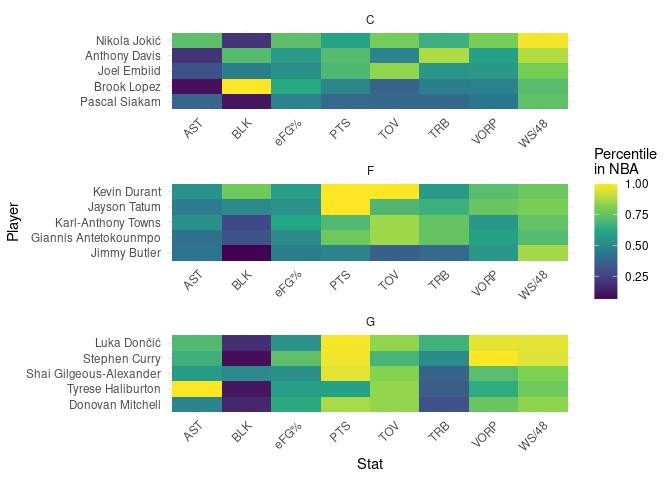 C
Nikola Jokić
Anthony Davis
Joel Embiid
Brook Lopez
Pascal Siakam
AST BLK eFG% PTS TOV TRB VORP WS/48
F
Kevin Durant
Jayson Tatum
Karl-Anthony Towns
Giannis Antetokounmpo
Jimmy Butler
AST BLK eFG% PTS TOV TRB VORP WS/48
G
Luka Dončić
Stephen Curry
Shai Gilgeous-Alexander
Tyrese Haliburton
Donovan Mitchell
AST BLK eFG% PTS TOV TRB VORP WS/48
Stat
Player
Percentile
in NBA
1.00
0.75
0.50
0.25